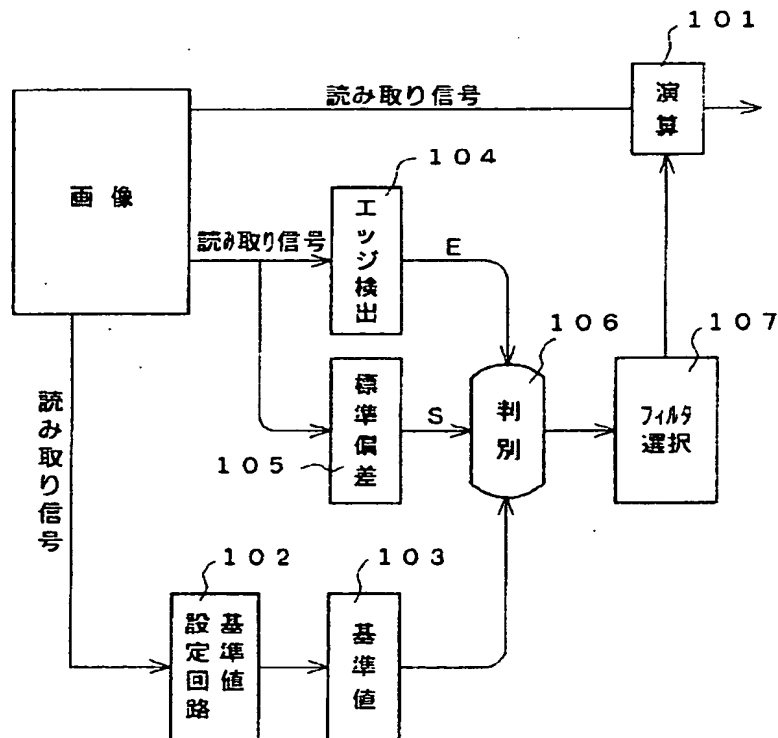 １０１
読み取り信号
演算
画像
１０４
読み取り信号
エッジ検出
E
１０６
１０７
読み取り信号
標準偏差
S
判別
フィルタ
選択
１０５
１０２
１０３
基準値
設定回路
基準値